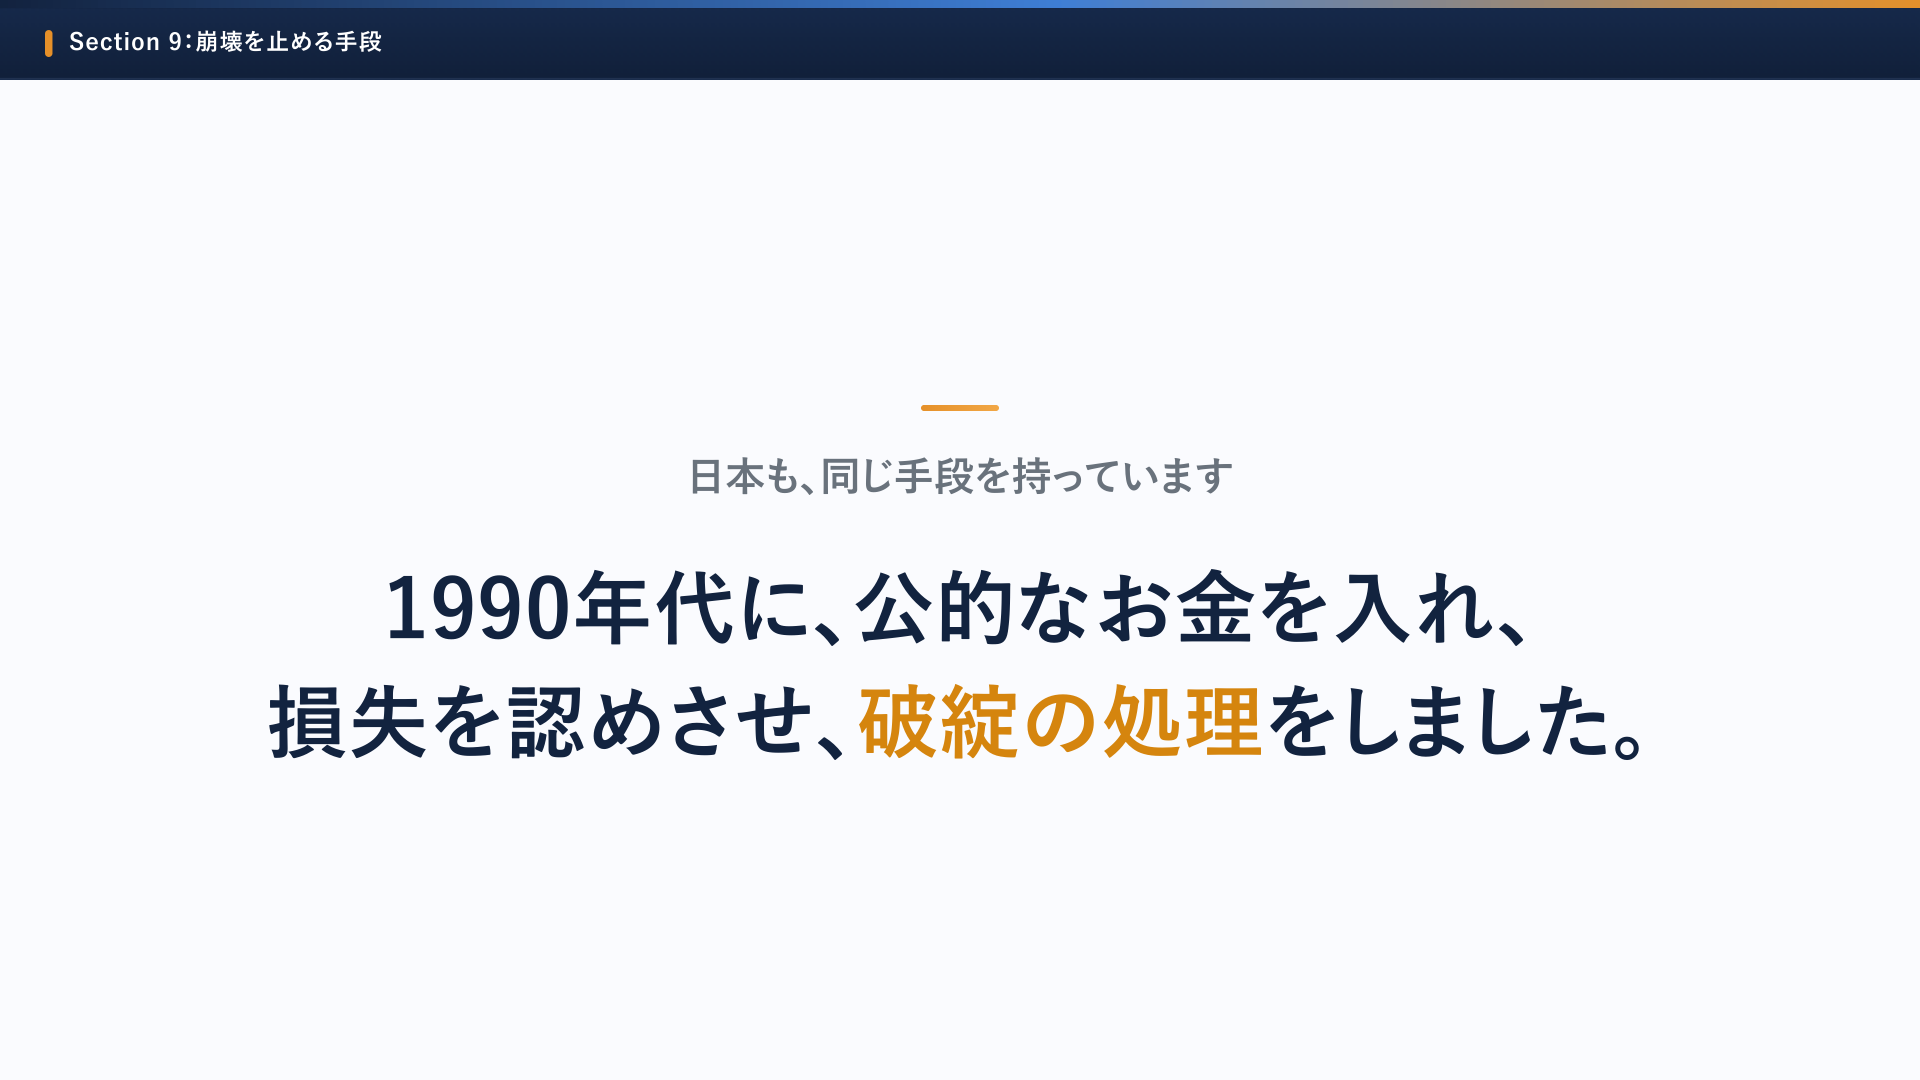 Section 9：崩壊を止める手段
日本も、同じ手段を持っています
1990年代に、公的なお金を入れ、
損失を認めさせ、破綻の処理をしました。